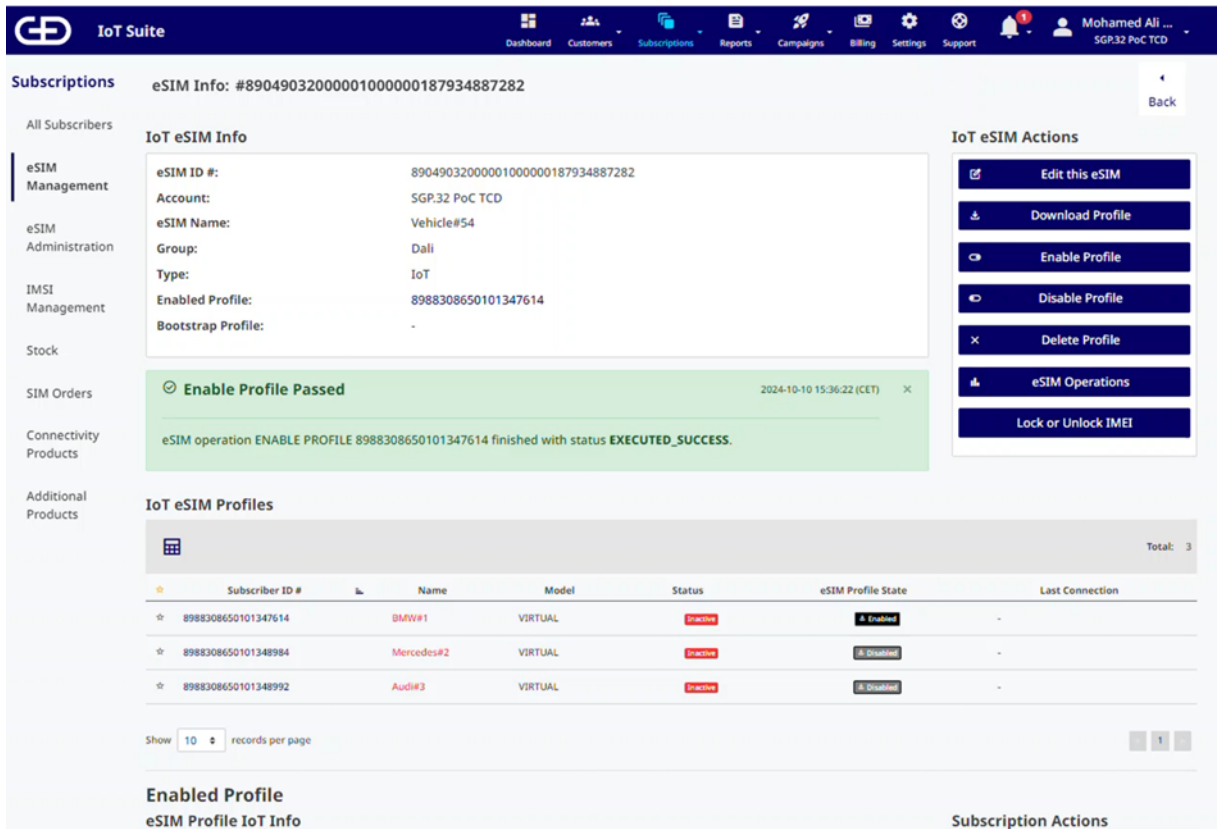 IoT Suite
Dashboard Customers Subscriptions Reports Campaigns Billing Settings Support
1
Mohamed Ali ...
SGP.32 PoC TCD
Subscriptions
All Subscribers
eSIM
Management
eSIM
Administration
IMSI
Management
Stock
SIM Orders
Connectivity
Products
Additional
Products
eSIM Info: #89049032000001000000187934887282
Back
IoT eSIM Info
eSIM ID #: 89049032000001000000187934887282
Account: SGP.32 PoC TCD
eSIM Name: Vehicle#54
Group: Dali
Type: IoT
Enabled Profile: 8988308650101347614
Bootstrap Profile: -
IoT eSIM Actions
Edit this eSIM
Download Profile
Enable Profile
Disable Profile
Delete Profile
eSIM Operations
Lock or Unlock IMEI
Enable Profile Passed 2024-10-10 15:36:22 (CET)
eSIM operation ENABLE PROFILE 8988308650101347614 finished with status EXECUTED_SUCCESS.
IoT eSIM Profiles
Total: 3
Subscriber ID # Name Model Status eSIM Profile State Last Connection
8988308650101347614 BMW#1 VIRTUAL Inactive Enabled -
8988308650101348984 Mercedes#2 VIRTUAL Inactive Disabled -
8988308650101348992 Audi#3 VIRTUAL Inactive Disabled -
Show 10 records per page
1
Enabled Profile
eSIM Profile IoT Info
Subscription Actions